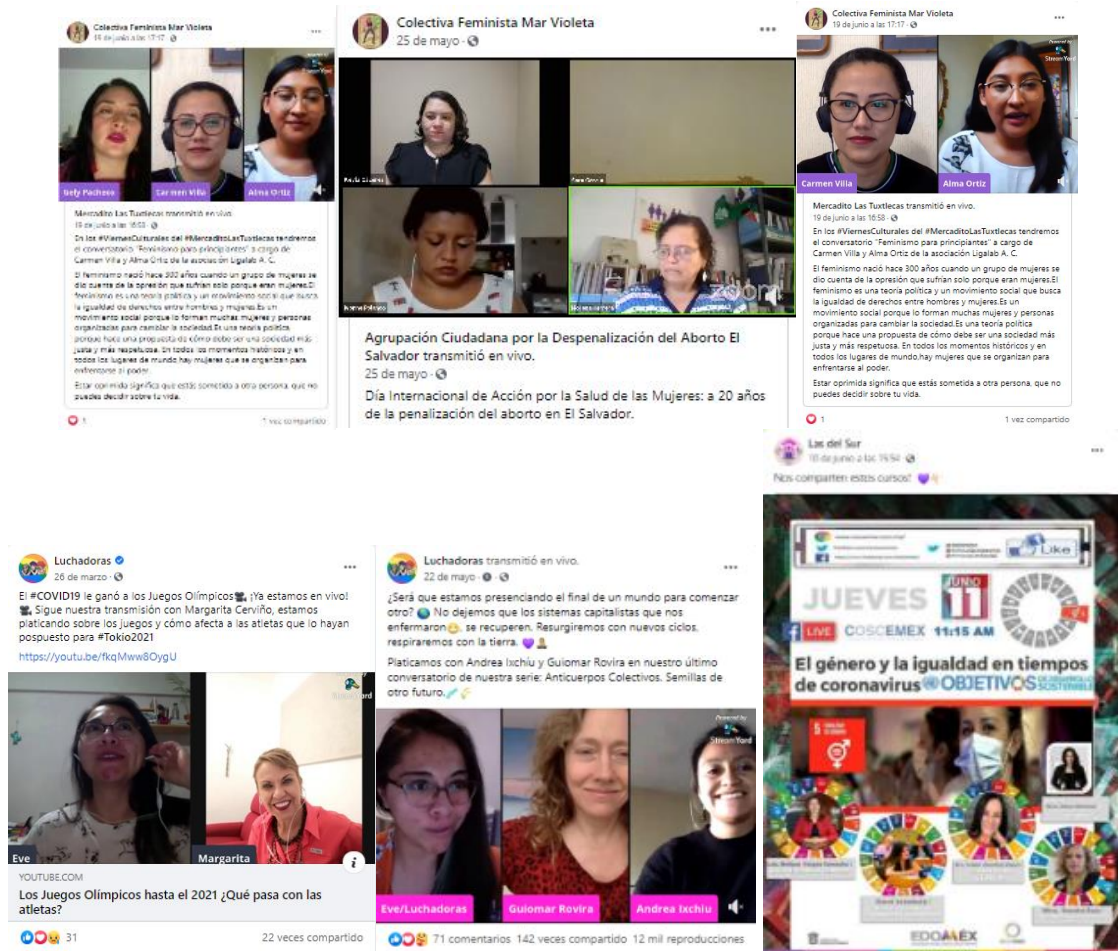 Colectiva Feminista Mar Violeta
19 de junio a las 17:17
Powered by
StreamYard
Gely Pacheco
Carmen Villa
Alma Ortiz
Mercadito Las Tuxtlecas transmitió en vivo.
19 de junio a las 16:58
En los #ViernesCulturales del #MercaditoLasTuxtlecas tendremos
el conversatorio "Feminismo para principiantes" a cargo de
Carmen Villa y Alma Ortiz de la asociación Ligalab A. C.
El feminismo nació hace 300 años cuando un grupo de mujeres se
dio cuenta de la opresión que sufrían solo porque eran mujeres.El
feminismo es una teoría política y un movimiento social que busca
la igualdad de derechos entre hombres y mujeres.Es un
movimiento social porque lo forman muchas mujeres y personas
organizadas para cambiar la sociedad.Es una teoría política
porque hace una propuesta de cómo debe ser una sociedad más
justa y más respetuosa. En todos los momentos históricos y en
todos los lugares de mundo,hay mujeres que se organizan para
enfrentarse al poder.
Estar oprimida significa que estás sometida a otra persona, que no
puedes decidir sobre tu vida.
1
1 vez compartido
Colectiva Feminista Mar Violeta
25 de mayo
zoom
Agrupación Ciudadana por la Despenalización del Aborto El
Salvador transmitió en vivo.
25 de mayo
Día Internacional de Acción por la Salud de las Mujeres: a 20 años
de la penalización del aborto en El Salvador.
Colectiva Feminista Mar Violeta
19 de junio a las 17:17
Powered by
StreamYard
Carmen Villa
Alma Ortiz
Mercadito Las Tuxtlecas transmitió en vivo.
19 de junio a las 16:58
En los #ViernesCulturales del #MercaditoLasTuxtlecas tendremos
el conversatorio "Feminismo para principiantes" a cargo de
Carmen Villa y Alma Ortiz de la asociación Ligalab A. C.
El feminismo nació hace 300 años cuando un grupo de mujeres se
dio cuenta de la opresión que sufrían solo porque eran mujeres.El
feminismo es una teoría política y un movimiento social que busca
la igualdad de derechos entre hombres y mujeres.Es un
movimiento social porque lo forman muchas mujeres y personas
organizadas para cambiar la sociedad.Es una teoría política
porque hace una propuesta de cómo debe ser una sociedad más
justa y más respetuosa. En todos los momentos históricos y en
todos los lugares de mundo,hay mujeres que se organizan para
enfrentarse al poder.
Estar oprimida significa que estás sometida a otra persona, que no
puedes decidir sobre tu vida.
1
1 vez compartido
Luchadoras
26 de marzo
El #COVID19 le ganó a los Juegos Olímpicos, ¡Ya estamos en vivo!
Sigue nuestra transmisión con Margarita Cerviño, estamos
platicando sobre los juegos y cómo afecta a las atletas que lo hayan
pospuesto para #Tokio2021
https://youtu.be/fkqMww8OygU
StreamYard
Eve
Margarita
YOUTUBE.COM
Los Juegos Olímpicos hasta el 2021 ¿Qué pasa con las
atletas?
31
22 veces compartido
Luchadoras transmitió en vivo.
22 de mayo
¿Será que estamos presenciando el final de un mundo para comenzar
otro? No dejemos que los sistemas capitalistas que nos
enfermaron, se recuperen. Resurgiremos con nuevos ciclos,
respiraremos con la tierra.
Platicamos con Andrea Ixchíu y Guiomar Rovira en nuestro último
conversatorio de nuestra serie: Anticuerpos Colectivos. Semillas de
otro futuro.
Powered by
StreamYard
Eve/Luchadoras
Guiomar Rovira
Andrea Ixchiu
71 comentarios 142 veces compartido 12 mil reproducciones
Las del Sur
de junio a las
Nos comparten estos cursos!
Like
JUEVES
JUNIO
11
LIVE COSCEMEX 11:15 AM
El género y la igualdad en tiempos
de coronavirus OBJETIVOS DE DESARROLLO
SOSTENIBLE
5
EDOMÉX